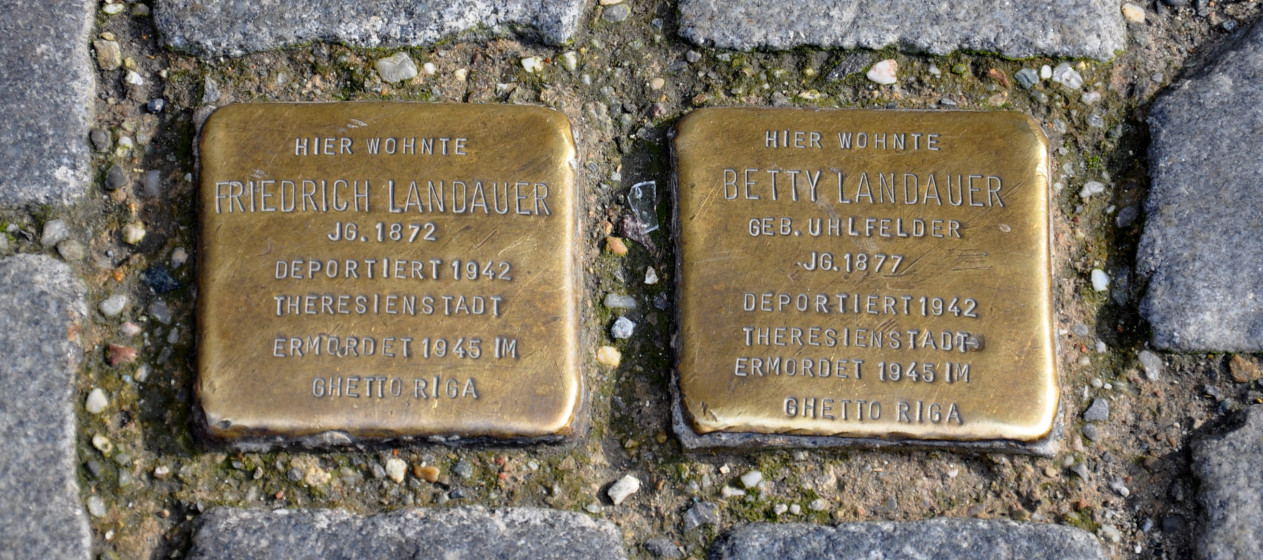 HIER WOHNTE
FRIEDRICH LANDAUER
JG. 1872
DEPORTIERT 1942
THERESIENSTADT
ERMORDET 1945 IM
GHETTO RIGA
HIER WOHNTE
BETTY LANDAUER
GEB. UHLFELDER
JG. 1877
DEPORTIERT 1942
THERESIENSTADT
ERMORDET 1945 IM
GHETTO RIGA